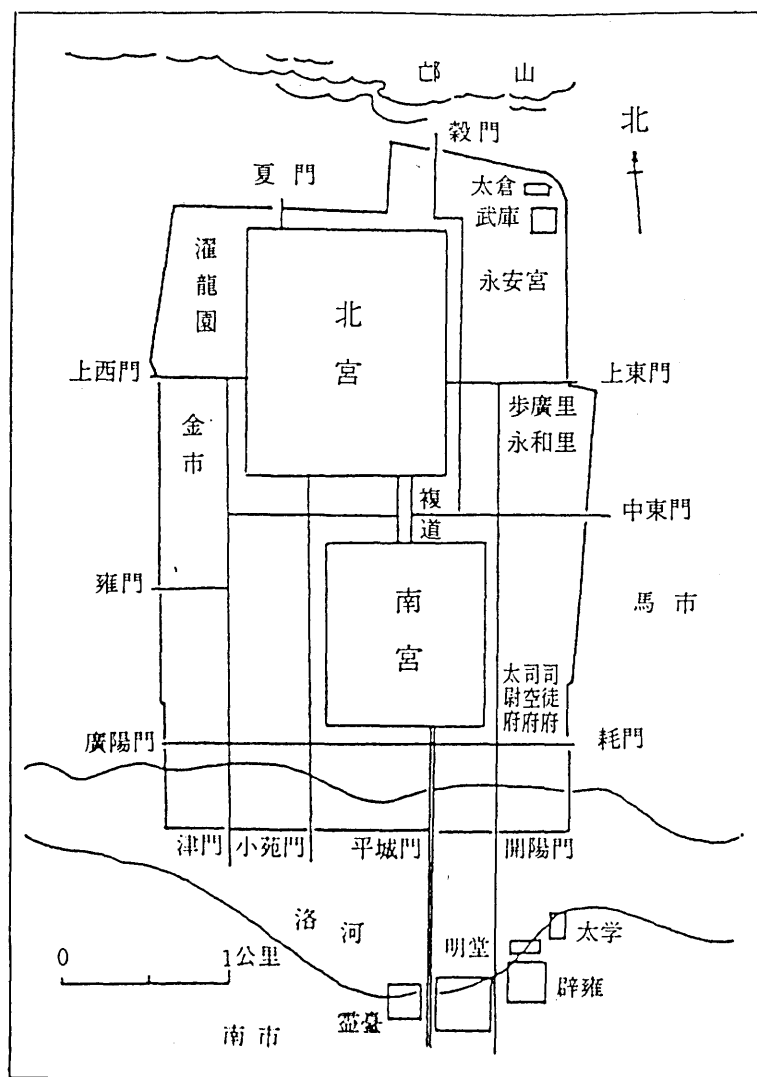 邙山
北
穀門
夏門
太倉
武庫
濯龍園
永安宮
北宮
上西門
上東門
步廣里
永和里
金市
複道
中東門
雍門
馬市
南宮
太尉府
司空府
司徒府
廣陽門
耗門
津門
小苑門
平城門
開陽門
洛河
明堂
太学
0
1公里
辟雍
靈臺
南市